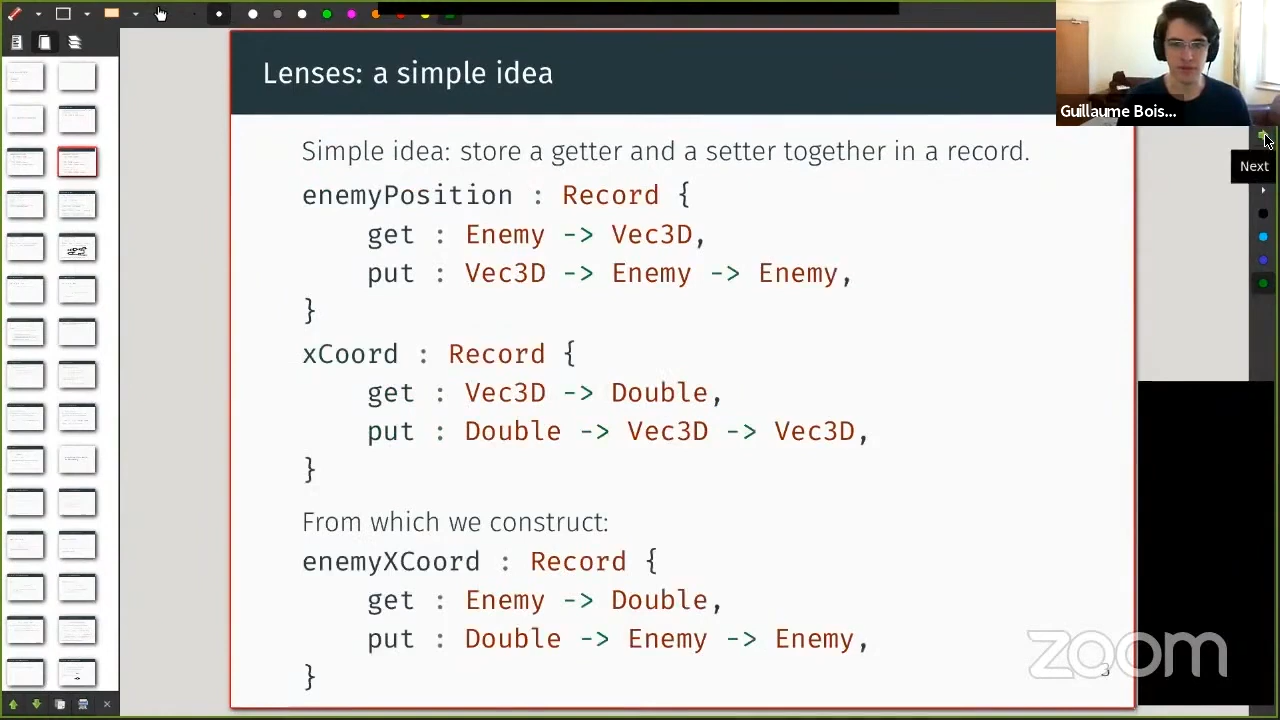 Lenses: a simple idea
Guillaume Bois...
Next
Simple idea: store a getter and a setter together in a record.
enemyPosition : Record {
get : Enemy -> Vec3D,
put : Vec3D -> Enemy -> Enemy,
}
xCoord : Record {
get : Vec3D -> Double,
put : Double -> Vec3D -> Vec3D,
}
From which we construct:
enemyXCoord : Record {
get : Enemy -> Double,
put : Double -> Enemy -> Enemy,
}
zoom
3